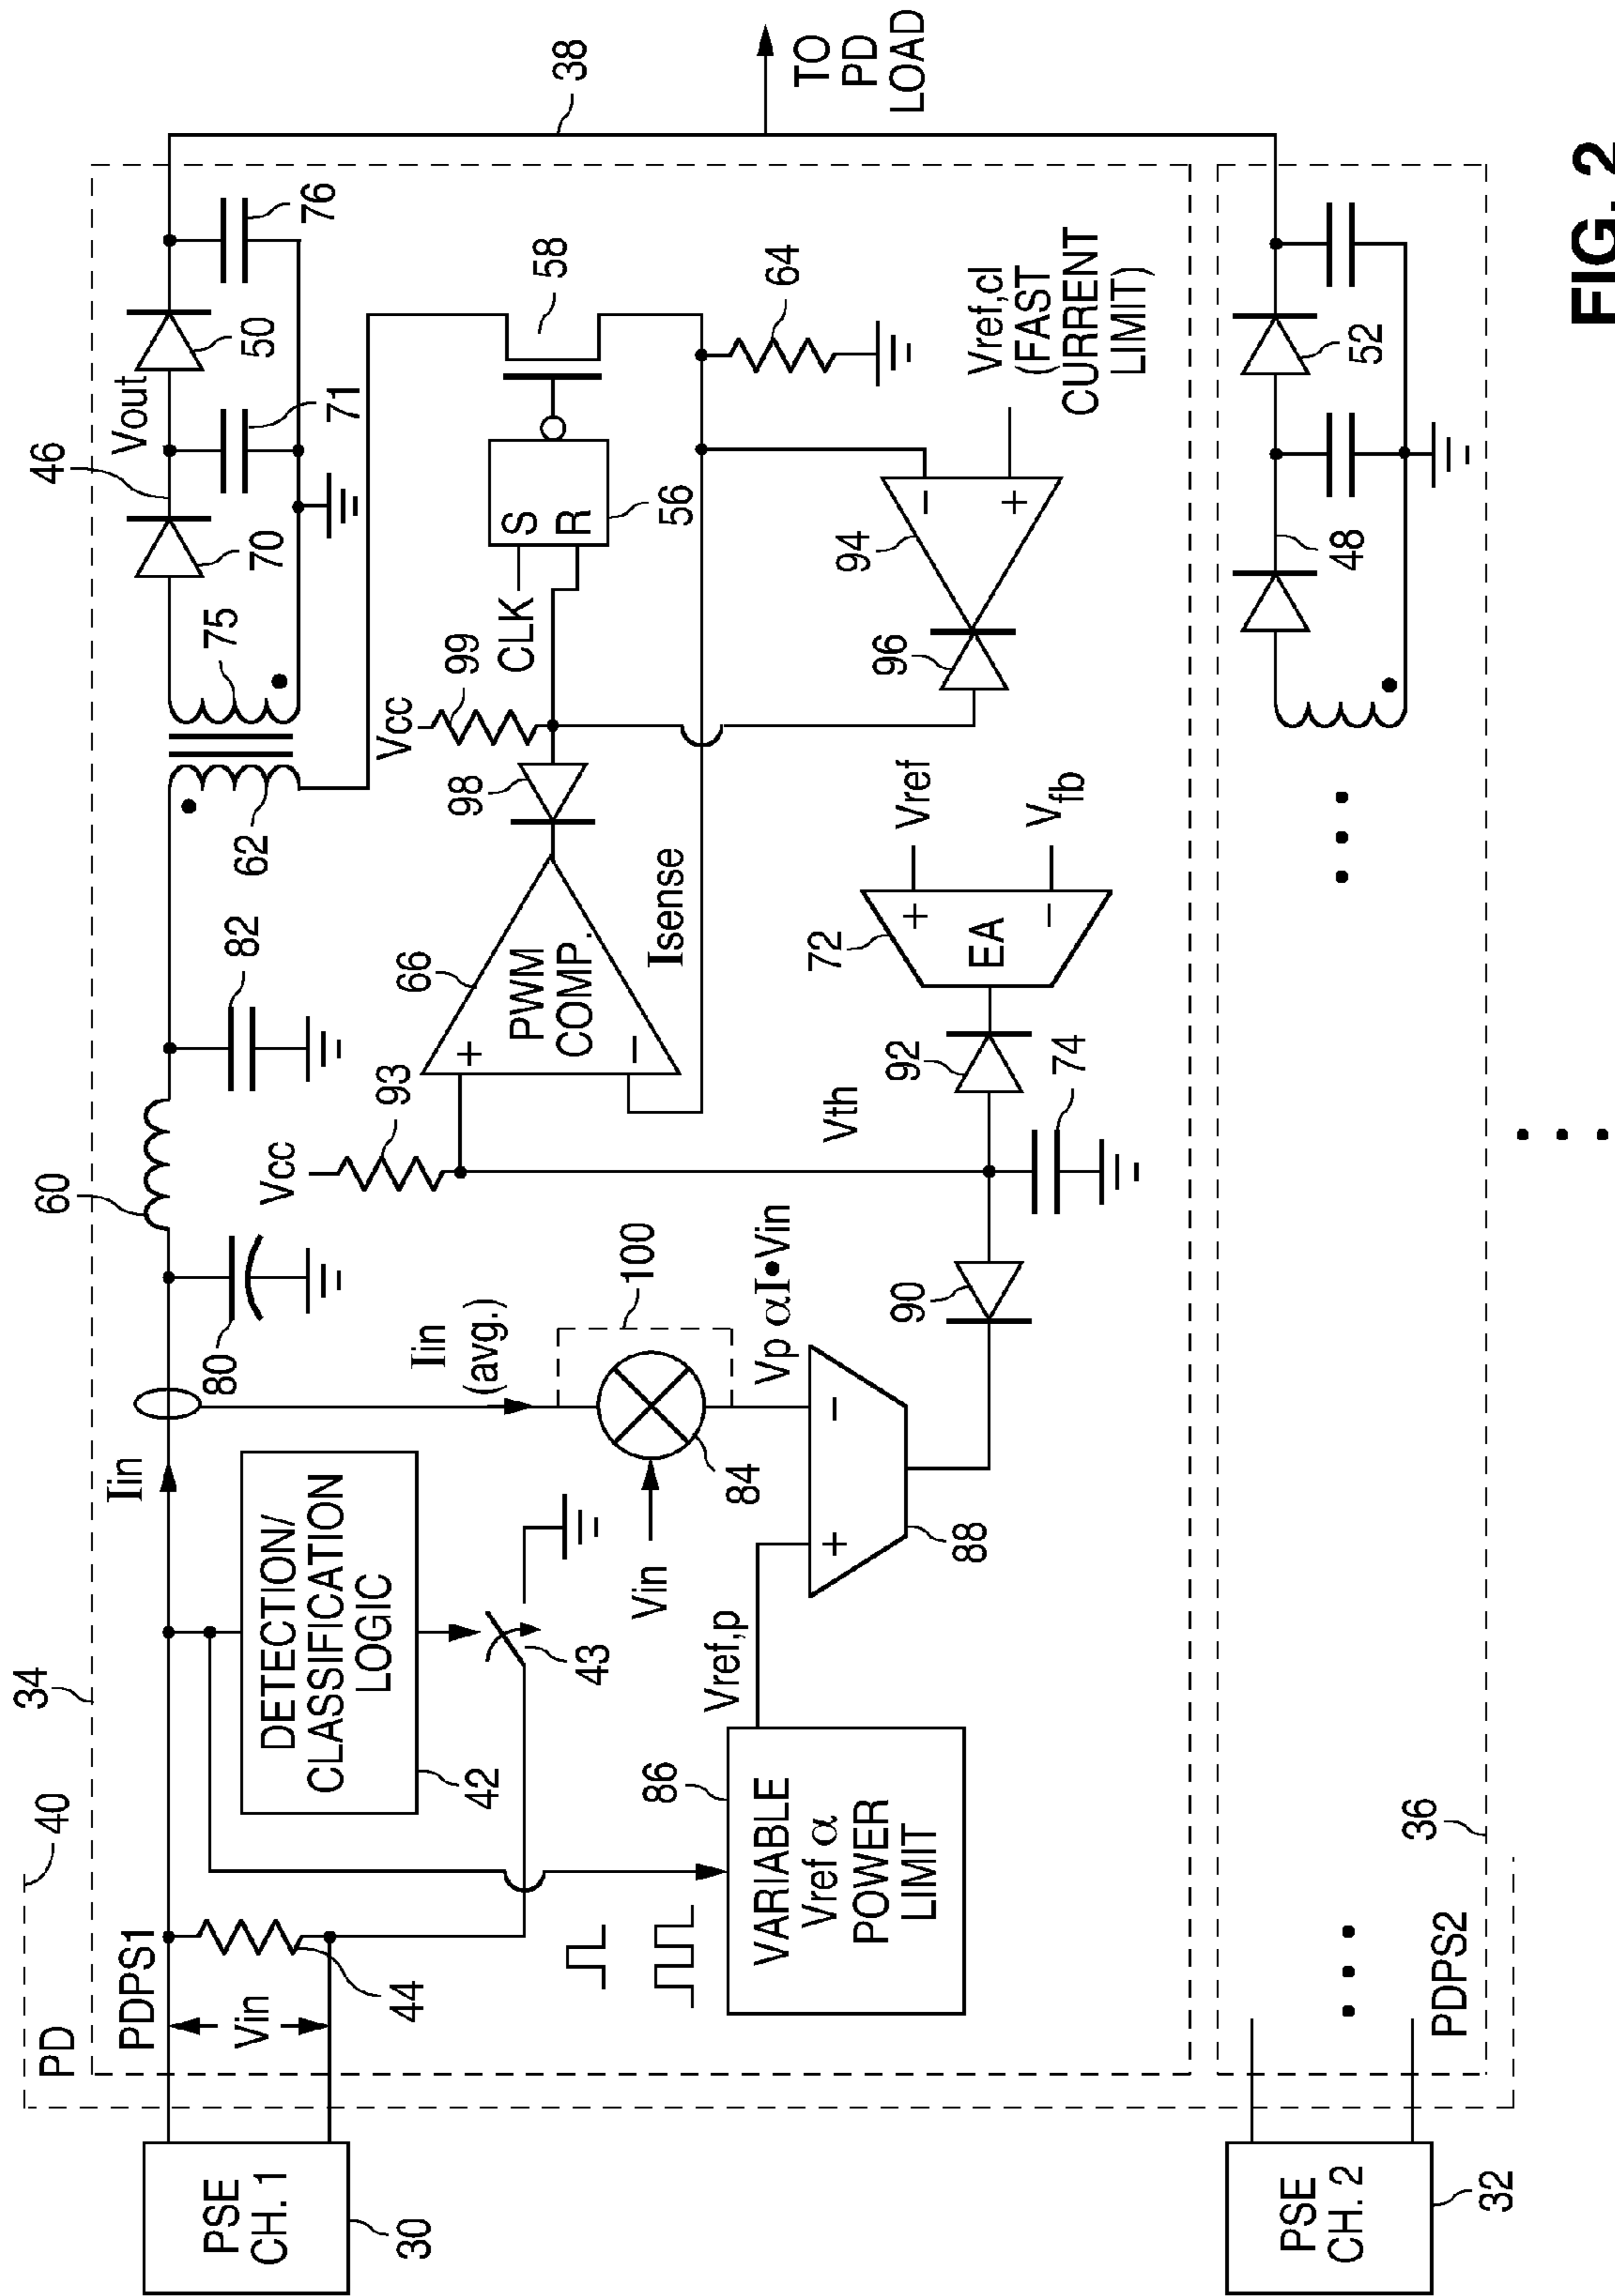 40
PD
34
PDPS1
Vin
44
PSE
CH. 1
30
DETECTION/
CLASSIFICATION
LOGIC
42
43
Iin
80
60
82
62
75
70
46
Vout
50
71
76
38
TO
PD
LOAD
Iin
(avg.)
100
Vin
84
Vp αI•Vin
Vref,p
86
VARIABLE
Vref α
POWER
LIMIT
+
−
88
90
Vcc
93
Vth
92
74
66
+
−
PWM
COMP.
98
Vcc
99
CLK
S
R
56
58
64
Isense
72
EA
+
−
Vref
Vfb
96
94
−
+
Vref,cl
(FAST
CURRENT
LIMIT)
PSE
CH. 2
32
PDPS2
36
48
52
FIG. 2